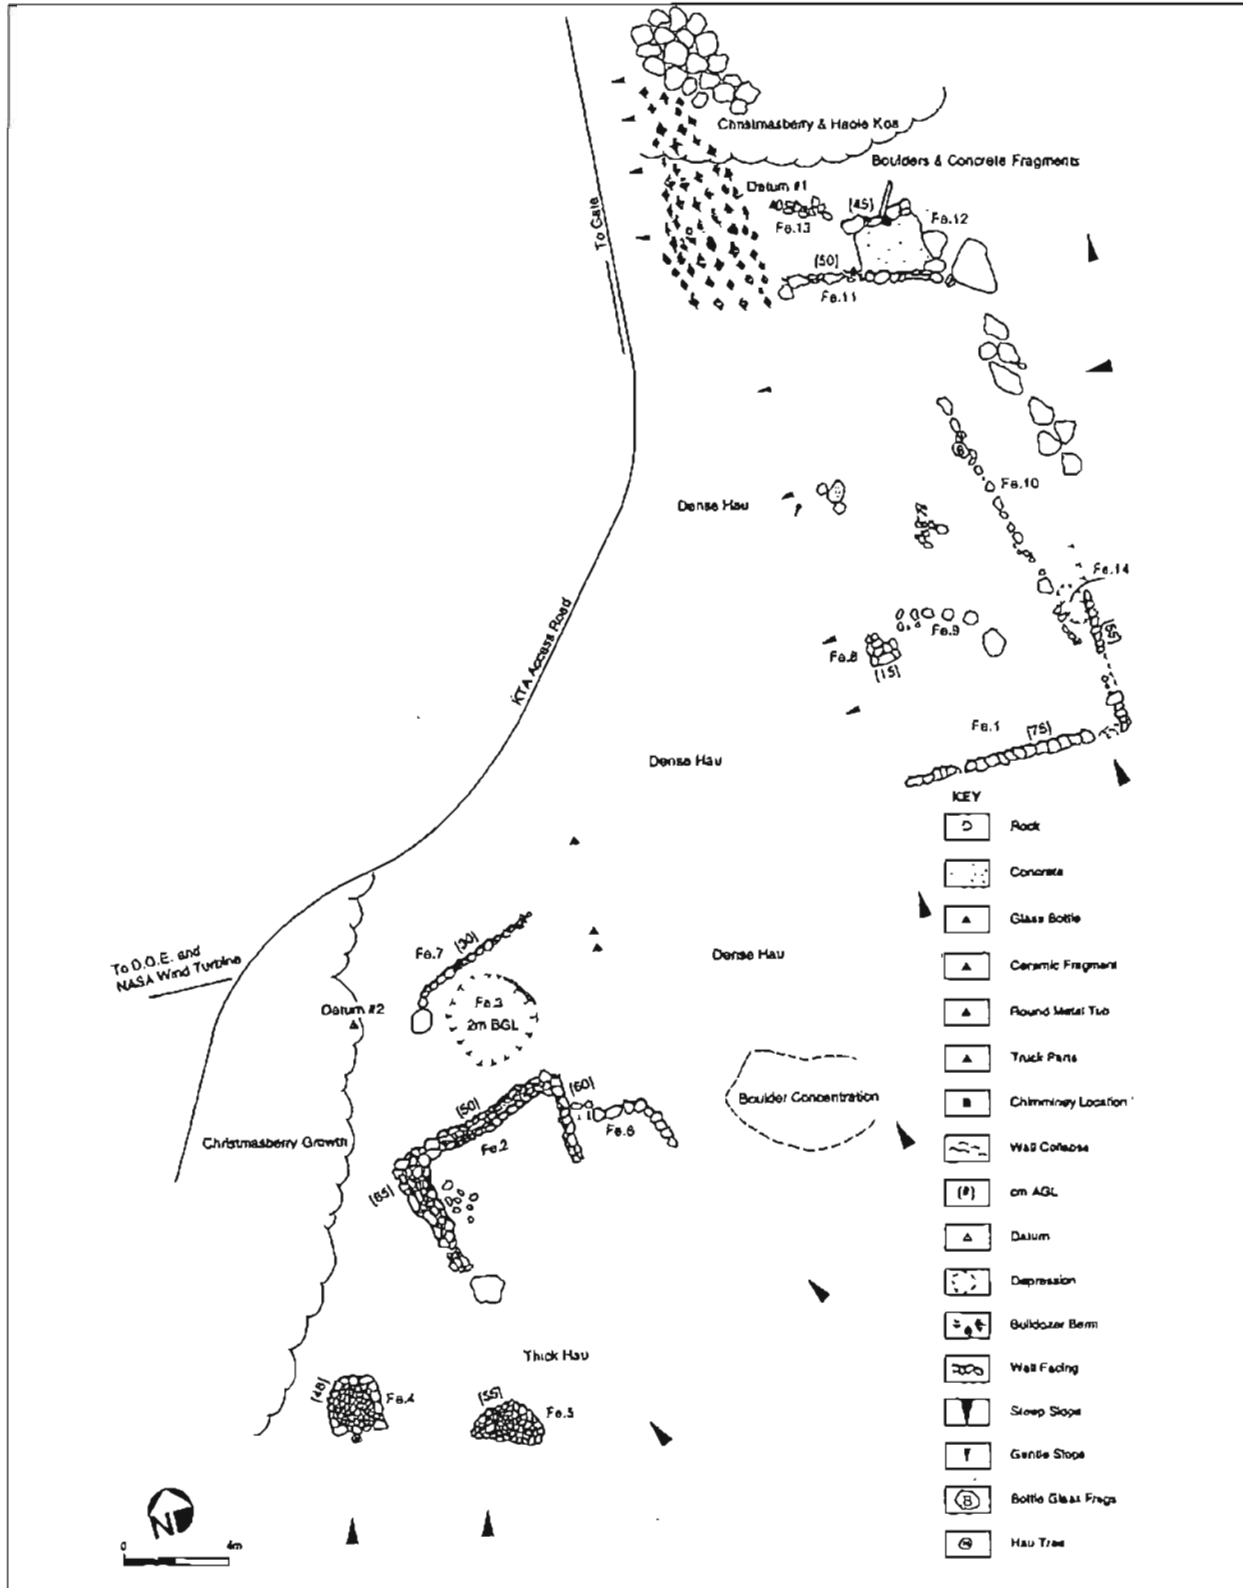 Christmasberry & Haole Koa
Boulders & Concrete Fragments
Datum #1
(45)
Fe.12
Fe.13
To Gate
(50)
Fe.11
Fe.10
Dense Hau
Fe.14
(55)
Fe.9
Fe.8
(15)
KTA Access Road
Fe.1
(75)
Dense Hau
KEY
Rock
Concrete
Glass Bottle
Ceramic Fragment
Round Metal Tub
Truck Parts
Chimminey Location
Wall Collapse
(#) cm AGL
Datum
Depression
Bulldozer Berm
Wall Facing
Steep Slope
Gentle Slope
B Bottle Glass Frags
Hau Tree
Fe.7
(30)
Dense Hau
To D.O.E. and
NASA Wind Turbine
Fe.3
2m BGL
Datum #2
(60)
Boulder Concentration
(50)
Fe.6
Christmasberry Growth
Fe.2
(65)
Thick Hau
(48)
Fe.4
(55)
Fe.5
N
0 4m